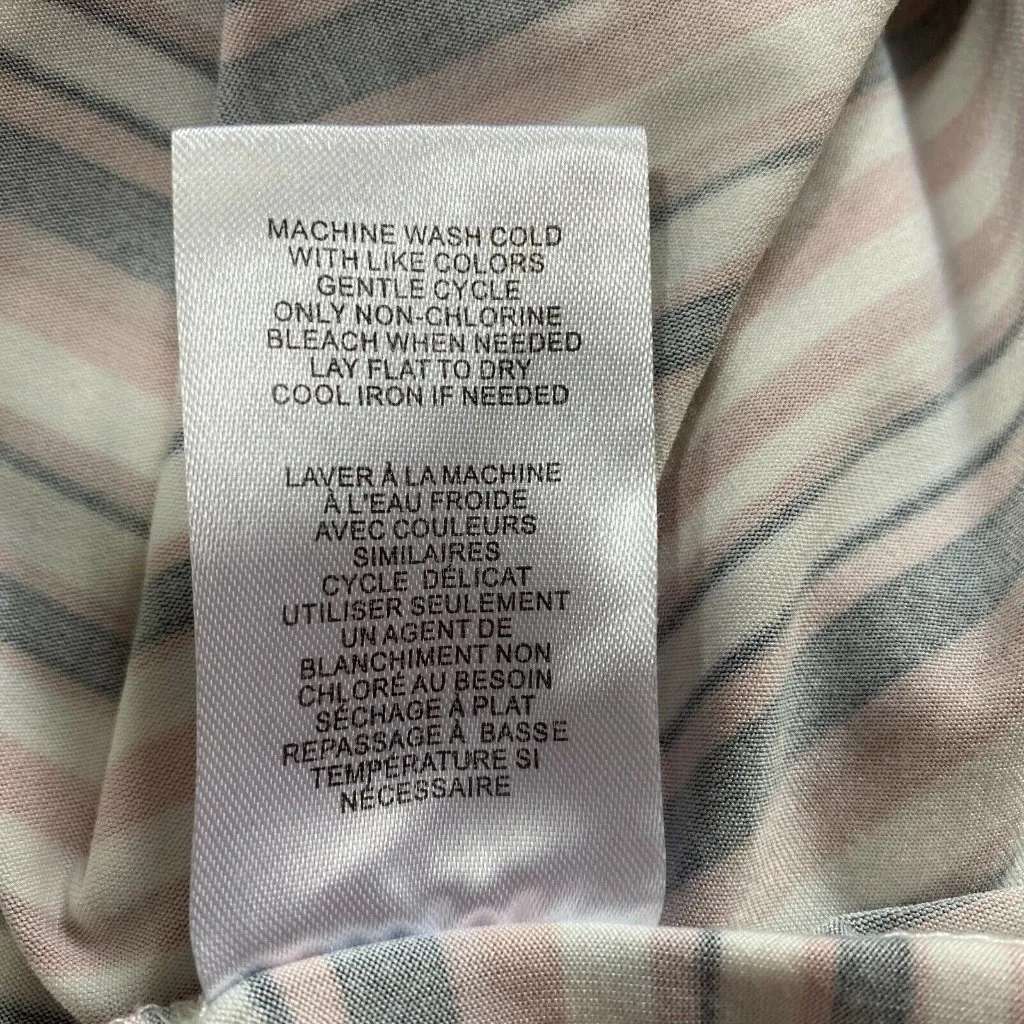 MACHINE WASH COLD
WITH LIKE COLORS
GENTLE CYCLE
ONLY NON-CHLORINE
BLEACH WHEN NEEDED
LAY FLAT TO DRY
COOL IRON IF NEEDED
LAVER À LA MACHINE
À L'EAU FROIDE
AVEC COULEURS
SIMILAIRES
CYCLE DÉLICAT
UTILISER SEULEMENT
UN AGENT DE
BLANCHIMENT NON
CHLORÉ AU BESOIN
SÉCHAGE À PLAT
REPASSAGE À BASSE
TEMPÉRATURE SI
NÉCESSAIRE